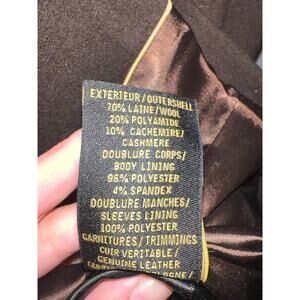 EXTERIEUR/OUTERSHELL
70% LAINE/WOOL
20% POLYAMIDE
10% CACHEMIRE/
CASHMERE
DOUBLURE CORPS/
BODY LINING
96% POLYESTER
4% SPANDEX
DOUBLURE MANCHES/
SLEEVES LINING
100% POLYESTER
GARNITURES/TRIMMINGS
CUIR VERITABLE/
GENUINE LEATHER